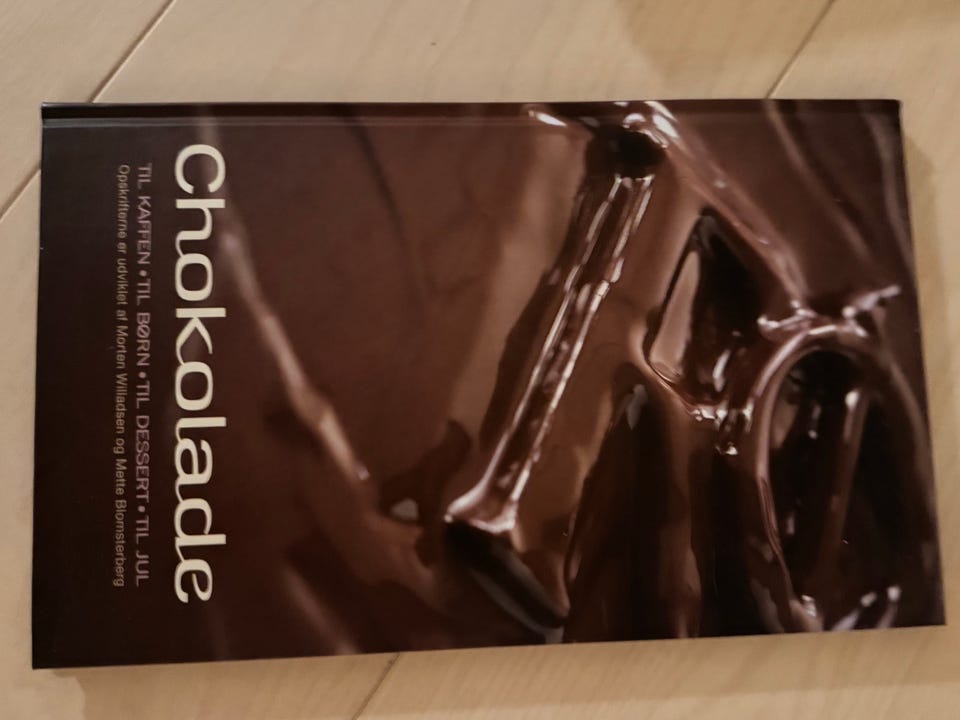 Chokolade
TIL KAFFEN • TIL BØRN • TIL DESSERT • TIL JUL
Opskrifterne er udviklet af Morten Willadsen og Mette Blomsterberg